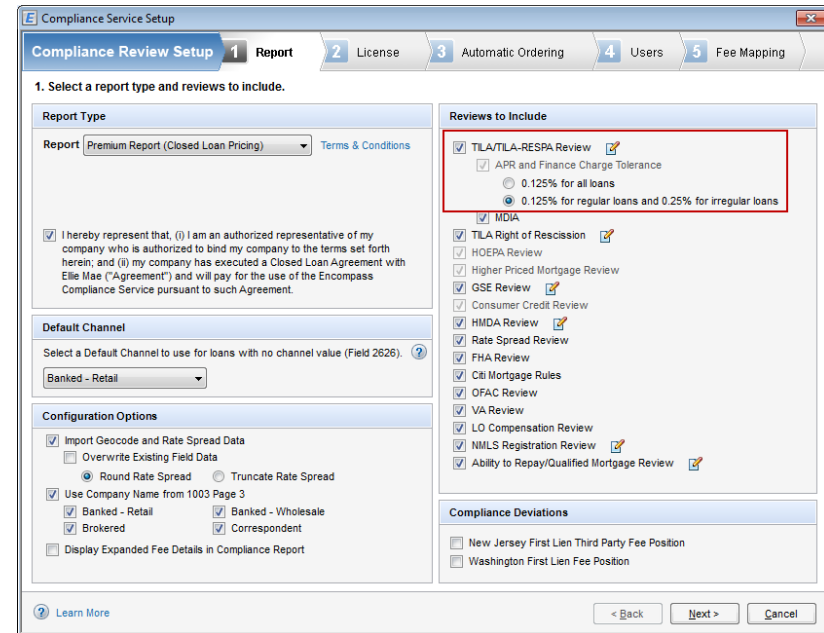 Compliance Service Setup
Compliance Review Setup
1 Report
2 License
3 Automatic Ordering
4 Users
5 Fee Mapping
1. Select a report type and reviews to include.
Report Type
Report Premium Report (Closed Loan Pricing) Terms & Conditions
I hereby represent that, (i) I am an authorized representative of my
company who is authorized to bind my company to the terms set forth
herein; and (ii) my company has executed a Closed Loan Agreement with
Ellie Mae ("Agreement") and will pay for the use of the Encompass
Compliance Service pursuant to such Agreement.
Default Channel
Select a Default Channel to use for loans with no channel value (Field 2626). ?
Banked - Retail
Configuration Options
Import Geocode and Rate Spread Data
Overwrite Existing Field Data
Round Rate Spread Truncate Rate Spread
Use Company Name from 1003 Page 3
Banked - Retail Banked - Wholesale
Brokered Correspondent
Display Expanded Fee Details in Compliance Report
Reviews to Include
TILA/TILA-RESPA Review
APR and Finance Charge Tolerance
0.125% for all loans
0.125% for regular loans and 0.25% for irregular loans
MDIA
TILA Right of Rescission
HOEPA Review
Higher Priced Mortgage Review
GSE Review
Consumer Credit Review
HMDA Review
Rate Spread Review
FHA Review
Citi Mortgage Rules
OFAC Review
VA Review
LO Compensation Review
NMLS Registration Review
Ability to Repay/Qualified Mortgage Review
Compliance Deviations
New Jersey First Lien Third Party Fee Position
Washington First Lien Fee Position
? Learn More
< Back Next > Cancel